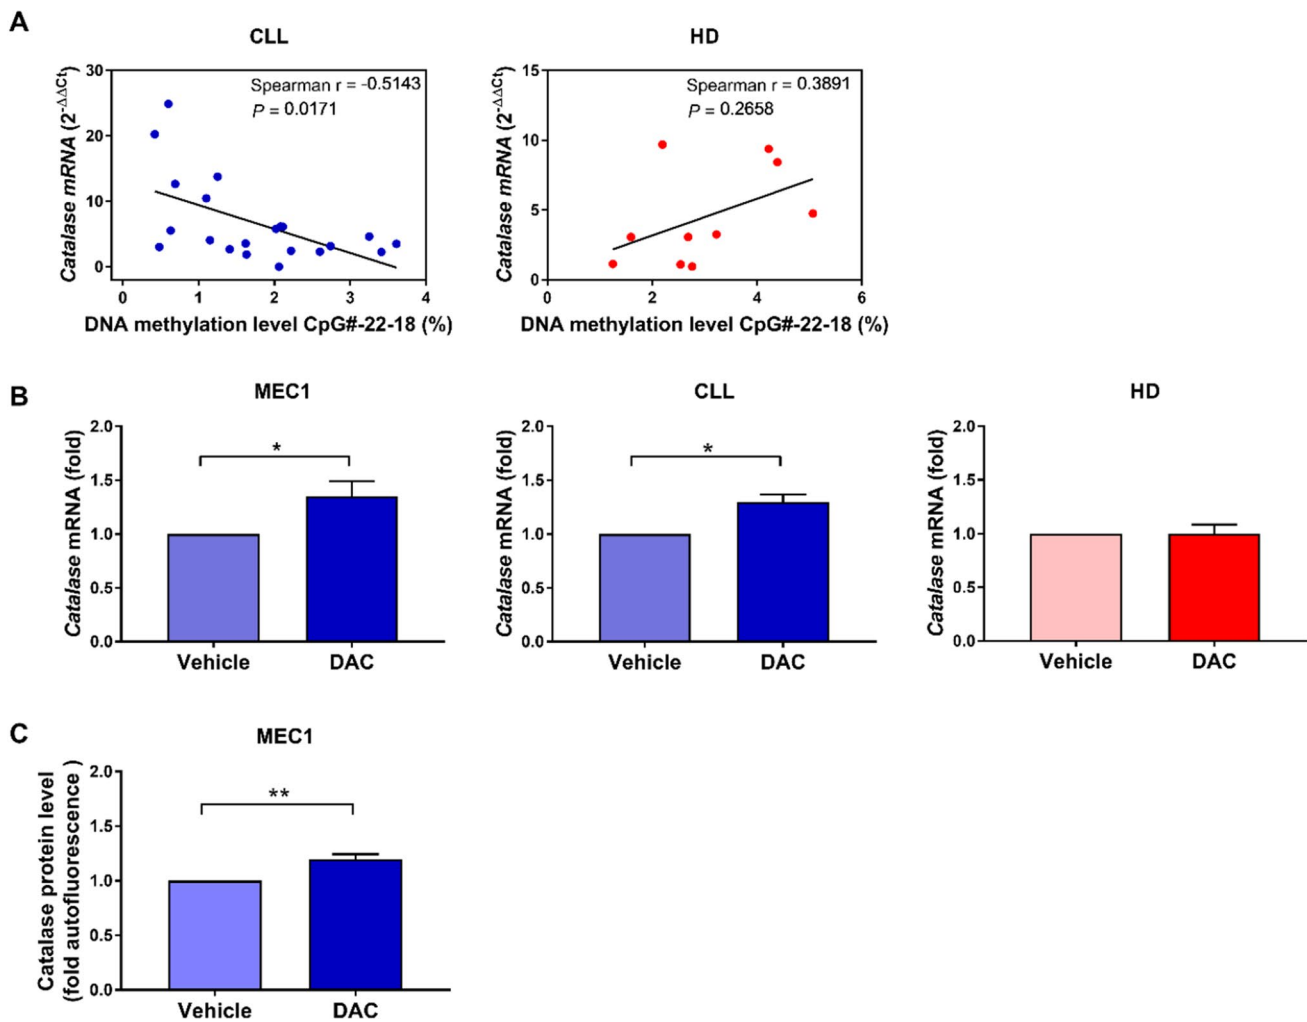 A
CLL
HD
Catalase mRNA (2^-ΔΔCt)
30
20
10
0
Spearman r = -0.5143
P = 0.0171
0 1 2 3 4
DNA methylation level CpG#-22-18 (%)
Catalase mRNA (2^-ΔΔCt)
15
10
5
0
Spearman r = 0.3891
P = 0.2658
0 2 4 6
DNA methylation level CpG#-22-18 (%)
B
MEC1
Catalase mRNA (fold)
2.0
1.5
1.0
0.5
0.0
*
Vehicle DAC
CLL
Catalase mRNA (fold)
2.0
1.5
1.0
0.5
0.0
*
Vehicle DAC
HD
Catalase mRNA (fold)
2.0
1.5
1.0
0.5
0.0
Vehicle DAC
C
MEC1
Catalase protein level
(fold autofluorescence )
2.0
1.5
1.0
0.5
0.0
**
Vehicle DAC